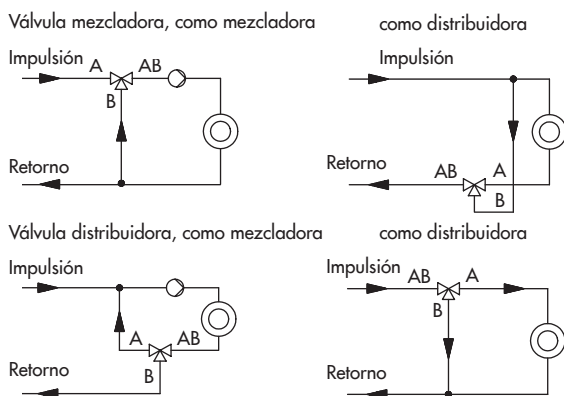 Válvula mezcladora, como mezcladora
como distribuidora
Impulsión
A
AB
B
Retorno
Impulsión
AB
A
B
Retorno
Válvula distribuidora, como mezcladora
como distribuidora
Impulsión
A
AB
B
Retorno
Impulsión
AB
A
B
Retorno